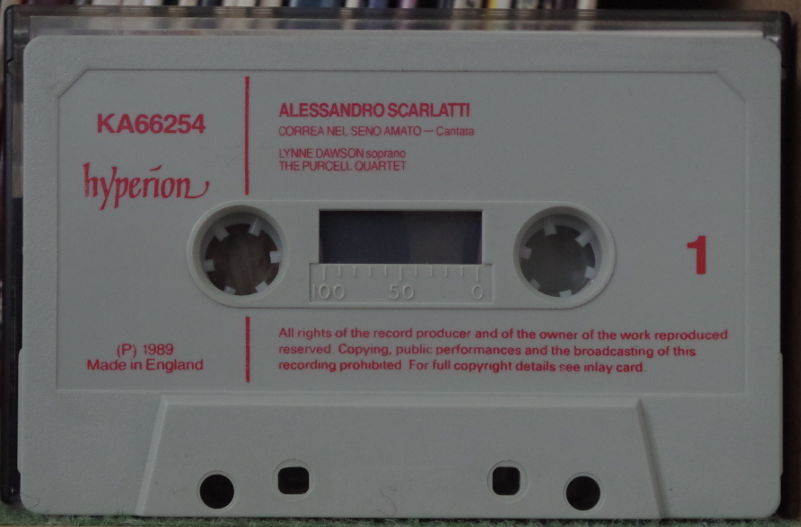 KA66254
hyperion
ALESSANDRO SCARLATTI
CORREA NEL SENO AMATO — Cantata
LYNNE DAWSON soprano
THE PURCELL QUARTET
1
100 50 0
(P) 1989
Made in England
All rights of the record producer and of the owner of the work reproduced
reserved. Copying, public performances and the broadcasting of this
recording prohibited. For full copyright details see inlay card.